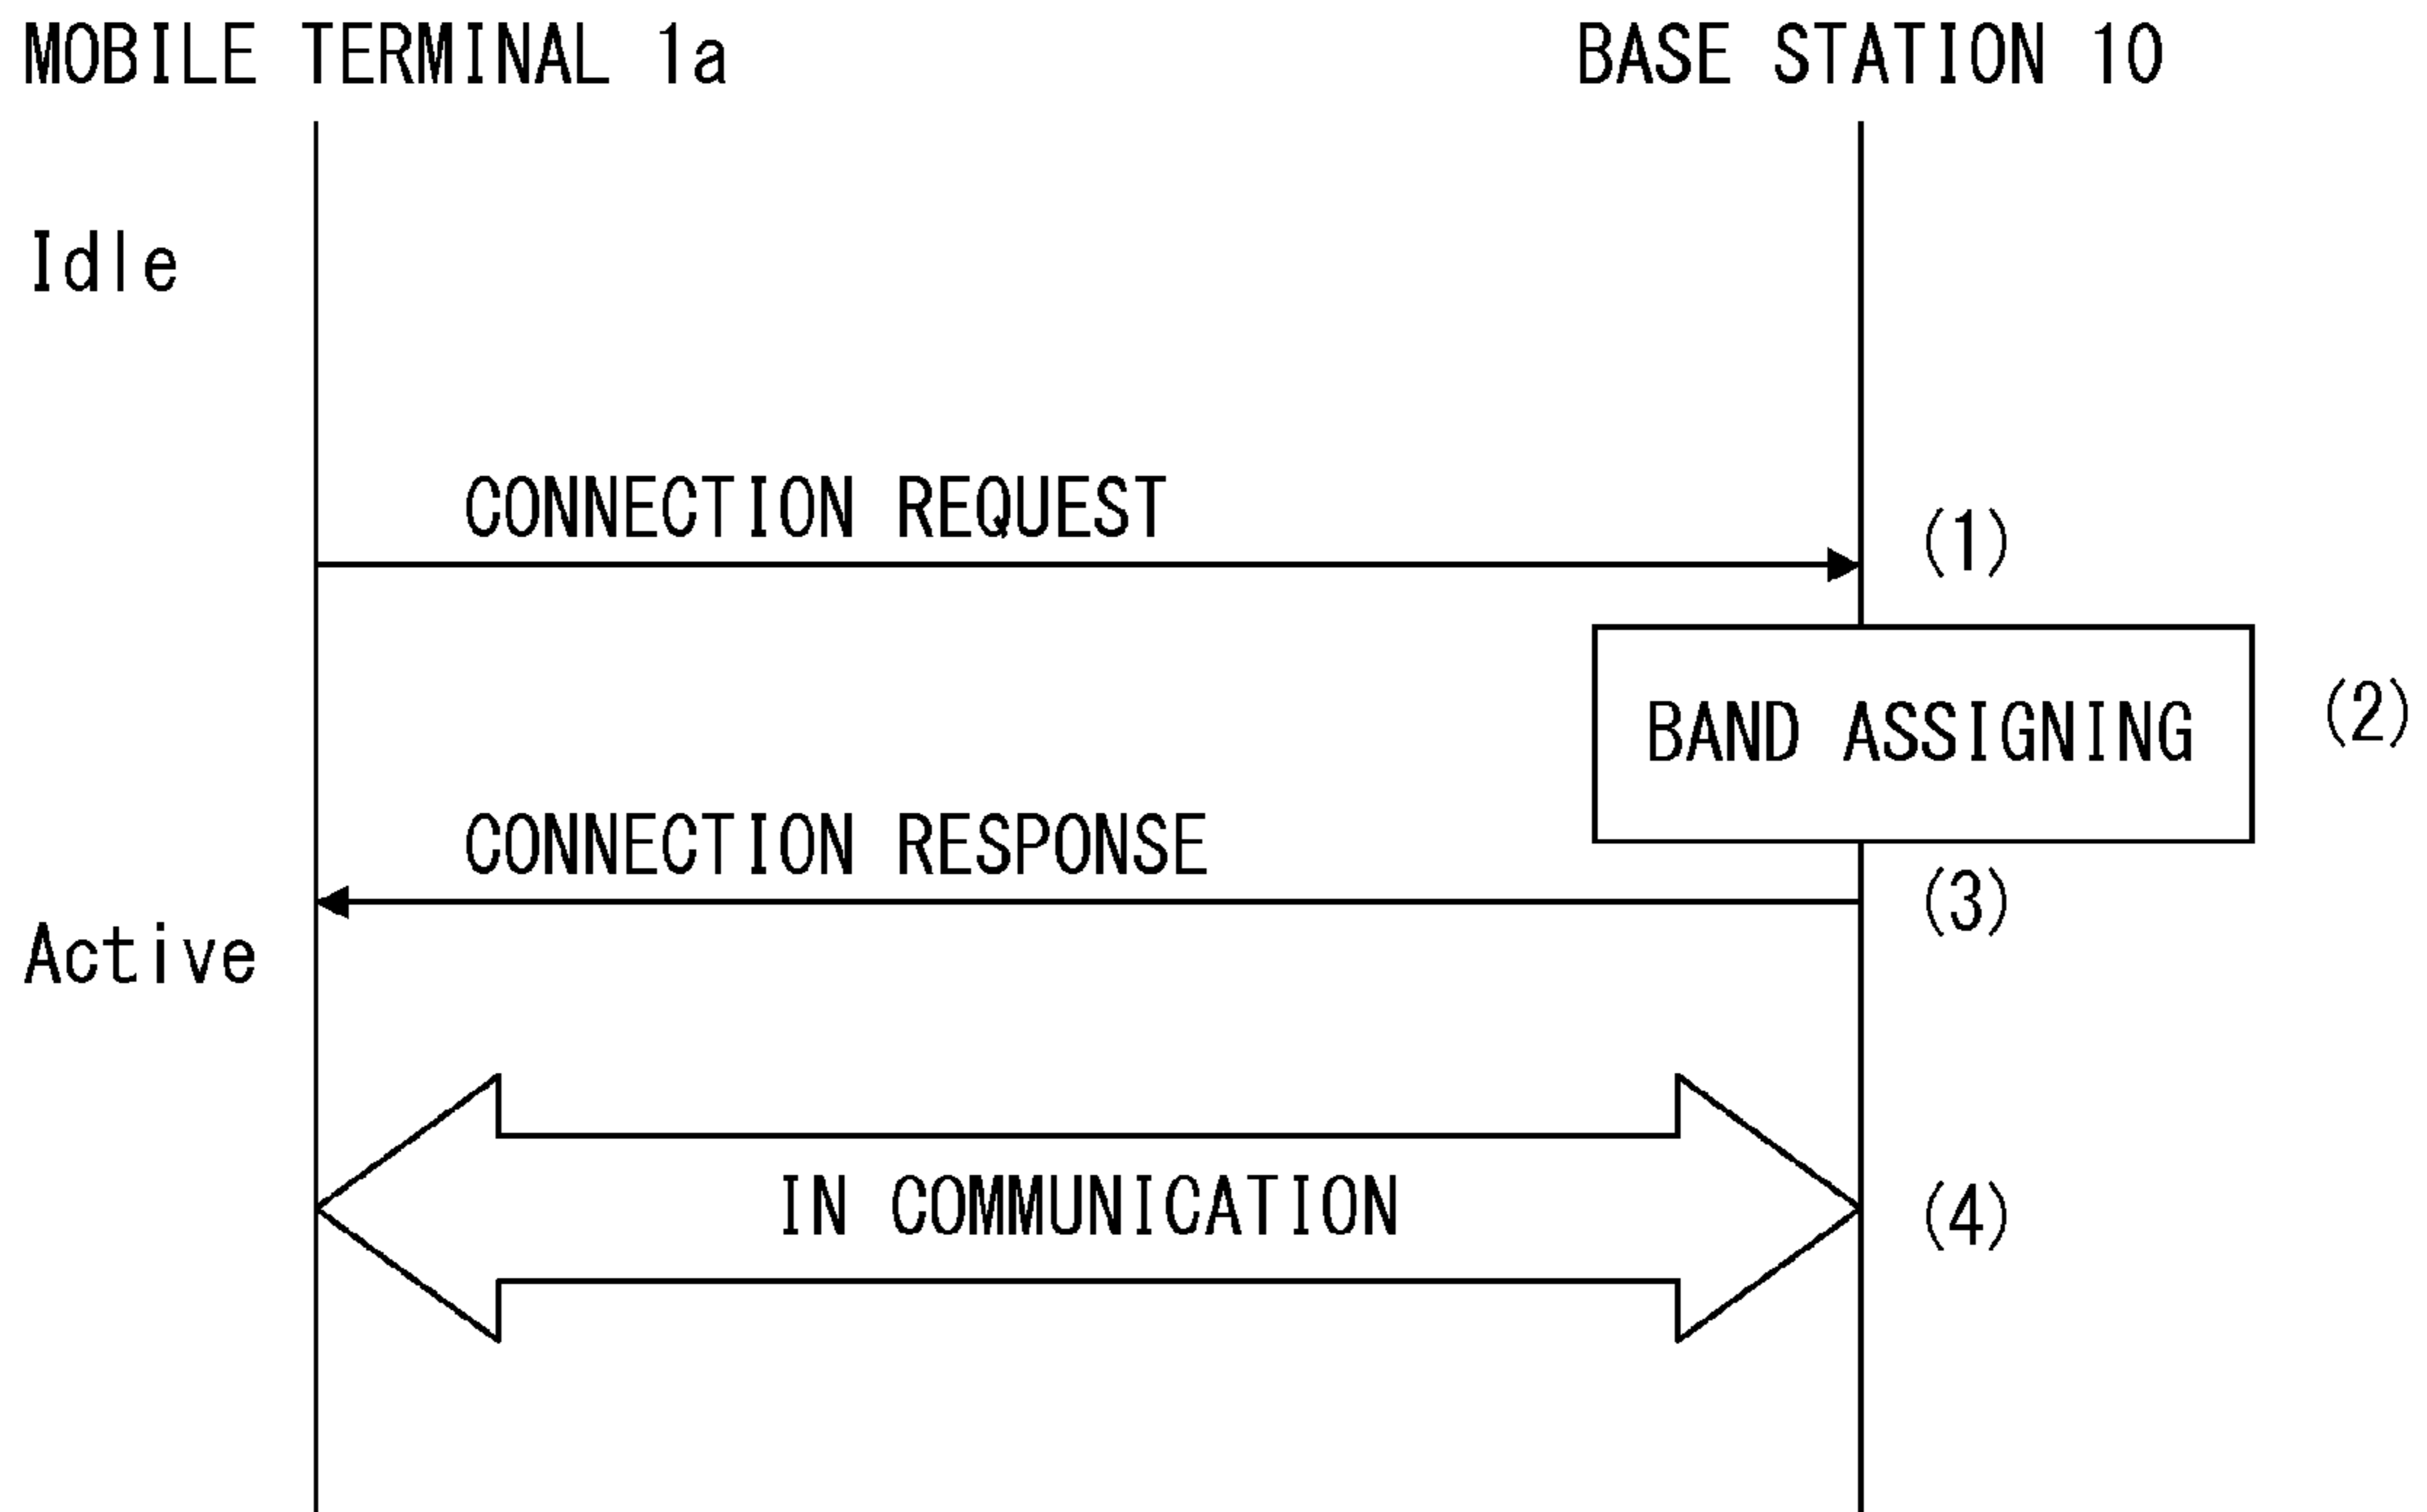 MOBILE TERMINAL 1a
BASE STATION 10
Idle
CONNECTION REQUEST
(1)
BAND ASSIGNING
(2)
CONNECTION RESPONSE
(3)
Active
IN COMMUNICATION
(4)